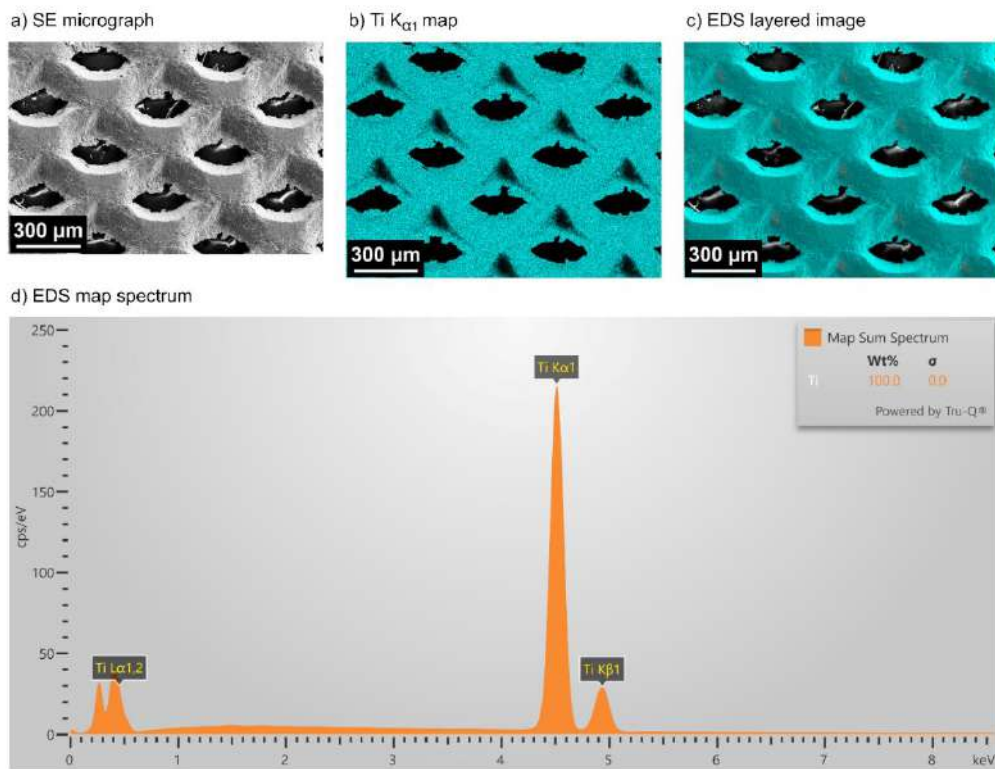 a) SE micrograph
b) Ti Kα1 map
c) EDS layered image
300 μm
300 μm
300 μm
d) EDS map spectrum
250
200
150
100
50
0
cps/eV
Ti Lα1,2
Ti Kα1
Ti Kβ1
Map Sum Spectrum
Wt% σ
Ti 100.0 0.0
Powered by Tru-Q®
0 1 2 3 4 5 6 7 8 keV